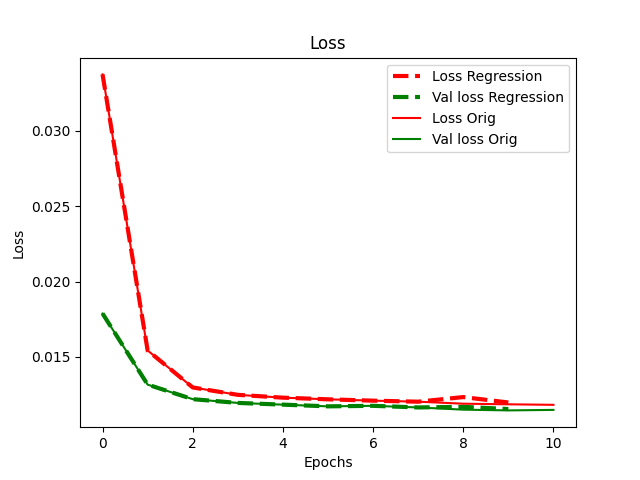 Loss
Loss Regression
Val loss Regression
Loss Orig
Val loss Orig
0.030
0.025
0.020
0.015
Loss
0 2 4 6 8 10
Epochs